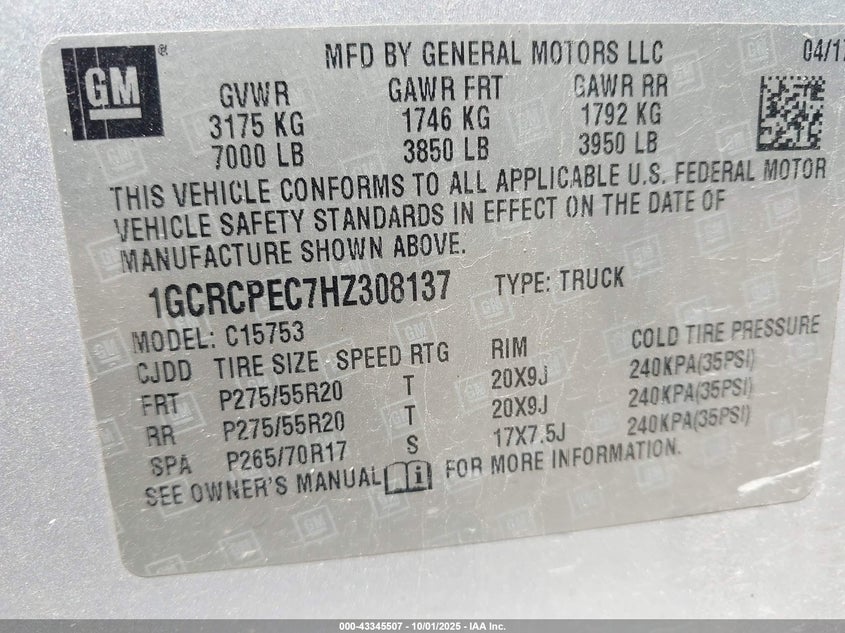 GM
MFD BY GENERAL MOTORS LLC 04/17
GVWR GAWR FRT GAWR RR
3175 KG 1746 KG 1792 KG
7000 LB 3850 LB 3950 LB
THIS VEHICLE CONFORMS TO ALL APPLICABLE U.S. FEDERAL MOTOR
VEHICLE SAFETY STANDARDS IN EFFECT ON THE DATE OF
MANUFACTURE SHOWN ABOVE.
1GCRCPEC7HZ308137 TYPE: TRUCK
MODEL: C15753
CJDD TIRE SIZE SPEED RTG RIM COLD TIRE PRESSURE
FRT P275/55R20 T 20X9J 240KPA(35PSI)
RR P275/55R20 T 20X9J 240KPA(35PSI)
SPA P265/70R17 S 17X7.5J 240KPA(35PSI)
SEE OWNER'S MANUAL FOR MORE INFORMATION.
000-43345507 - 10/01/2025 - IAA Inc.